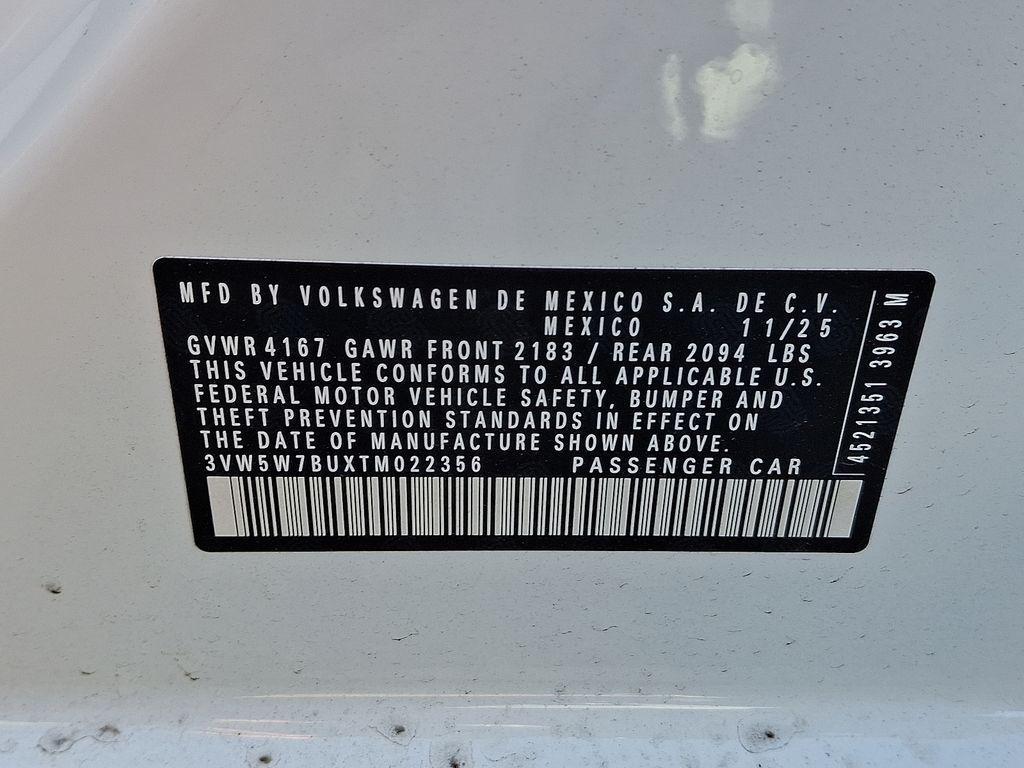 MFD BY VOLKSWAGEN DE MEXICO S.A. DE C.V.
MEXICO 11/25
GVWR 4167 GAWR FRONT 2183 / REAR 2094 LBS
THIS VEHICLE CONFORMS TO ALL APPLICABLE U.S.
FEDERAL MOTOR VEHICLE SAFETY, BUMPER AND
THEFT PREVENTION STANDARDS IN EFFECT ON
THE DATE OF MANUFACTURE SHOWN ABOVE.
3VW5W7BUXTM022356 PASSENGER CAR
4521351 3963 M